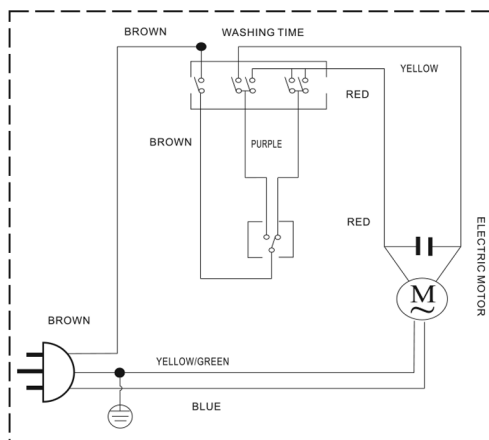 BROWN
WASHING TIME
YELLOW
RED
BROWN
PURPLE
RED
ELECTRIC MOTOR
M
BROWN
YELLOW/GREEN
BLUE